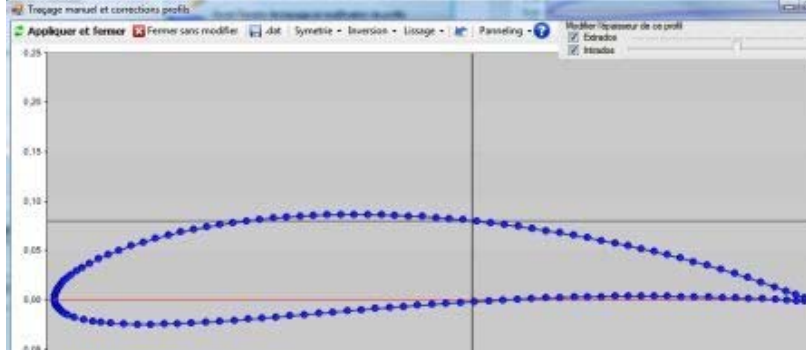 Traçage manuel et corrections profils
Appliquer et fermer Fermer sans modifier .dat Symetrie Inversion Lissage Panneling ?
Modifier l'épaisseur de ce profil
Extrados
Intrados
0,25
0,20
0,15
0,10
0,05
0,00